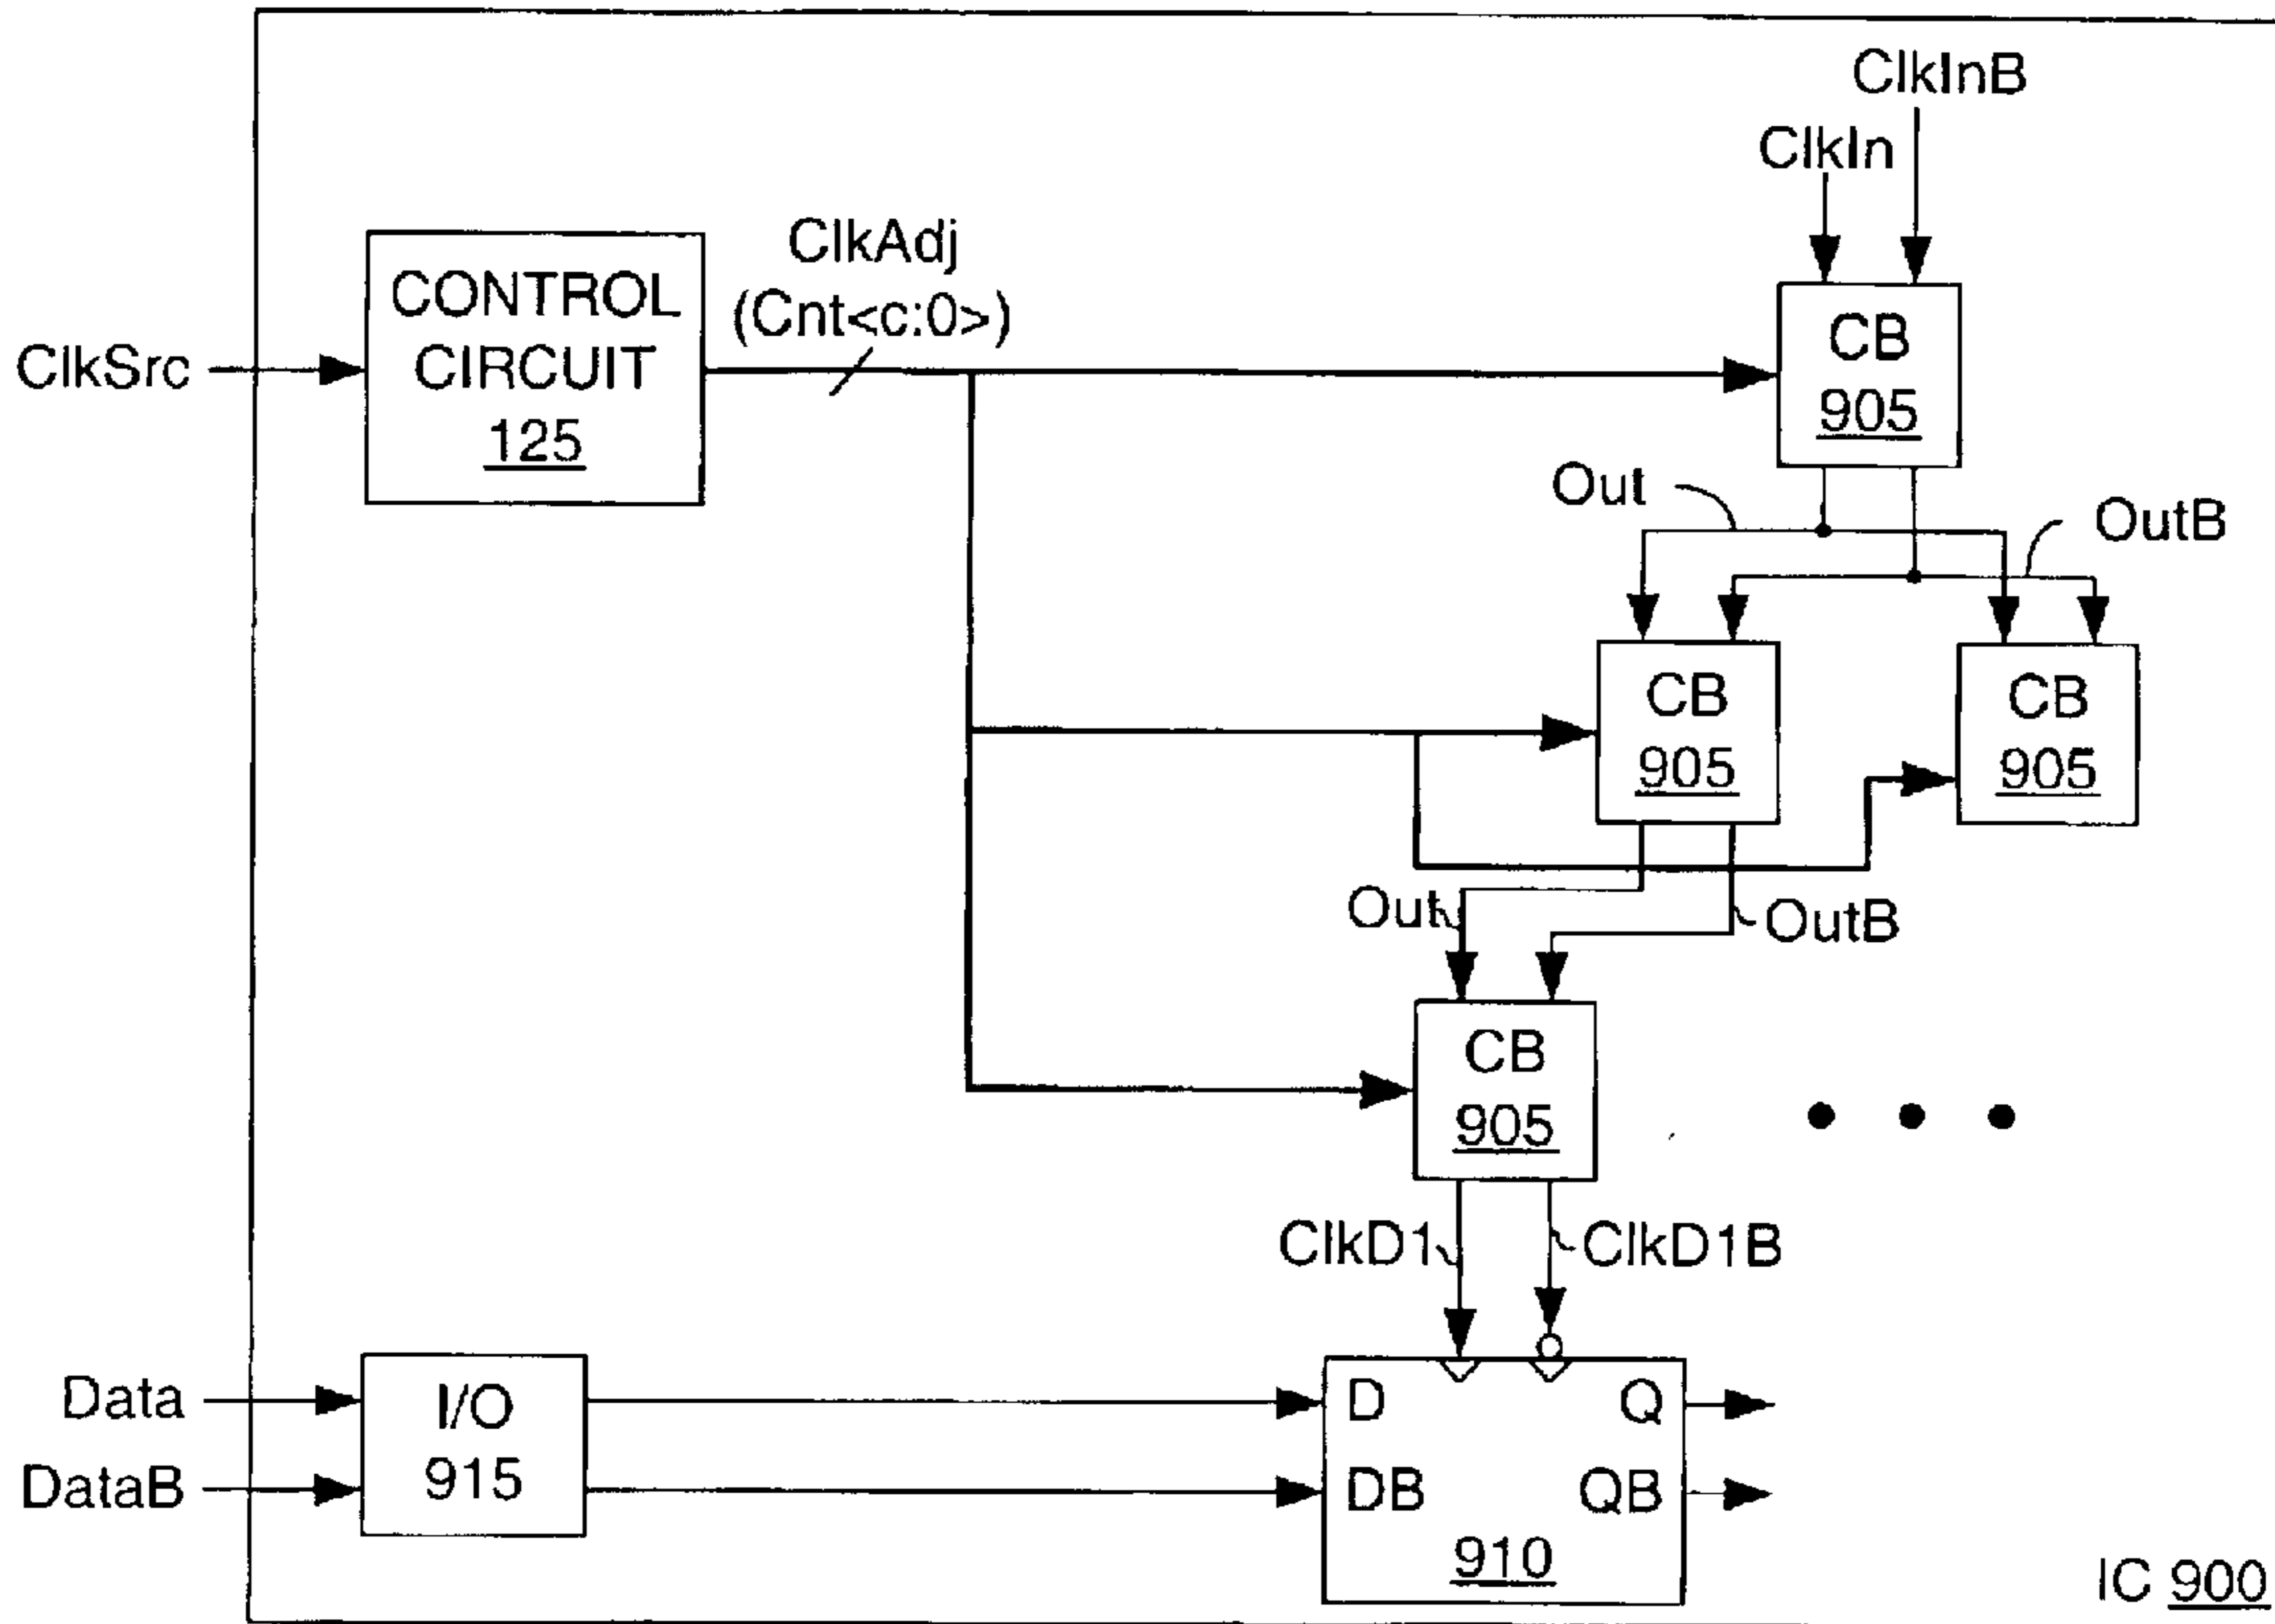 ClkInB
ClkIn
ClkAdj
(Cnt<c:0>)
CONTROL
CIRCUIT
125
ClkSrc
CB
905
Out
OutB
CB
905
CB
905
Out
OutB
CB
905
ClkD1
ClkD1B
Data
DataB
I/O
915
D
Q
DB
QB
910
IC 900